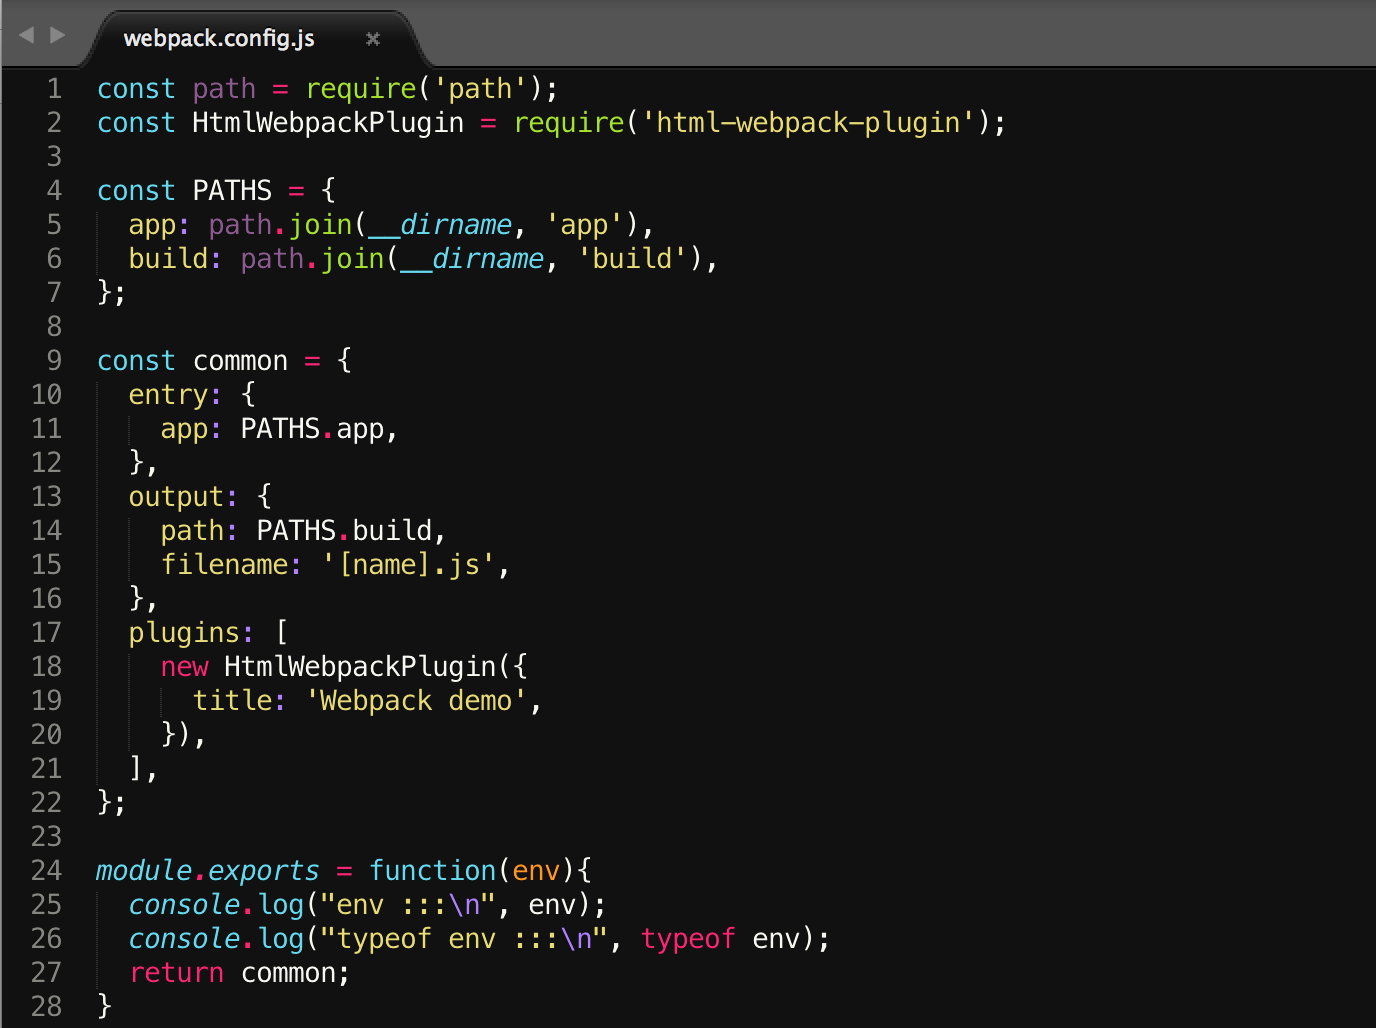 webpack.config.js
1 const path = require('path');
2 const HtmlWebpackPlugin = require('html-webpack-plugin');
3
4 const PATHS = {
5   app: path.join(__dirname, 'app'),
6   build: path.join(__dirname, 'build'),
7 };
8
9 const common = {
10   entry: {
11     app: PATHS.app,
12   },
13   output: {
14     path: PATHS.build,
15     filename: '[name].js',
16   },
17   plugins: [
18     new HtmlWebpackPlugin({
19       title: 'Webpack demo',
20     }),
21   ],
22 };
23
24 module.exports = function(env){
25   console.log("env :::\n", env);
26   console.log("typeof env :::\n", typeof env);
27   return common;
28 }